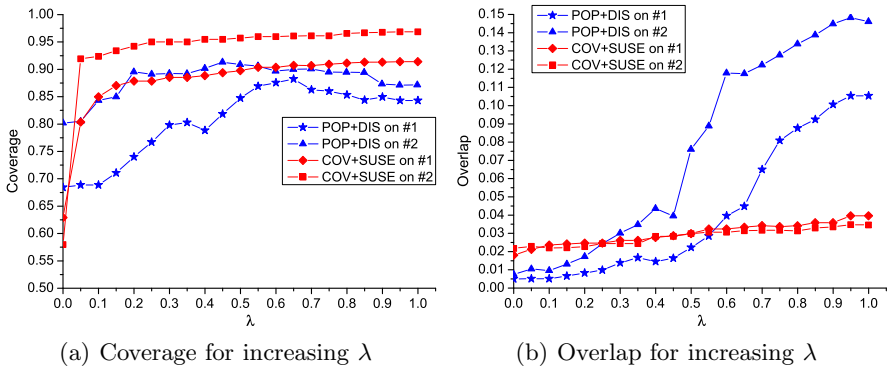 1.00
0.95
0.90
0.85
0.80
0.75
0.70
0.65
0.60
0.55
0.50
Coverage
0.0 0.1 0.2 0.3 0.4 0.5 0.6 0.7 0.8 0.9 1.0
λ
POP+DIS on #1
POP+DIS on #2
COV+SUSE on #1
COV+SUSE on #2
(a) Coverage for increasing λ
0.15
0.14
0.13
0.12
0.11
0.10
0.09
0.08
0.07
0.06
0.05
0.04
0.03
0.02
0.01
0.00
Overlap
0.0 0.1 0.2 0.3 0.4 0.5 0.6 0.7 0.8 0.9 1.0
λ
POP+DIS on #1
POP+DIS on #2
COV+SUSE on #1
COV+SUSE on #2
(b) Overlap for increasing λ